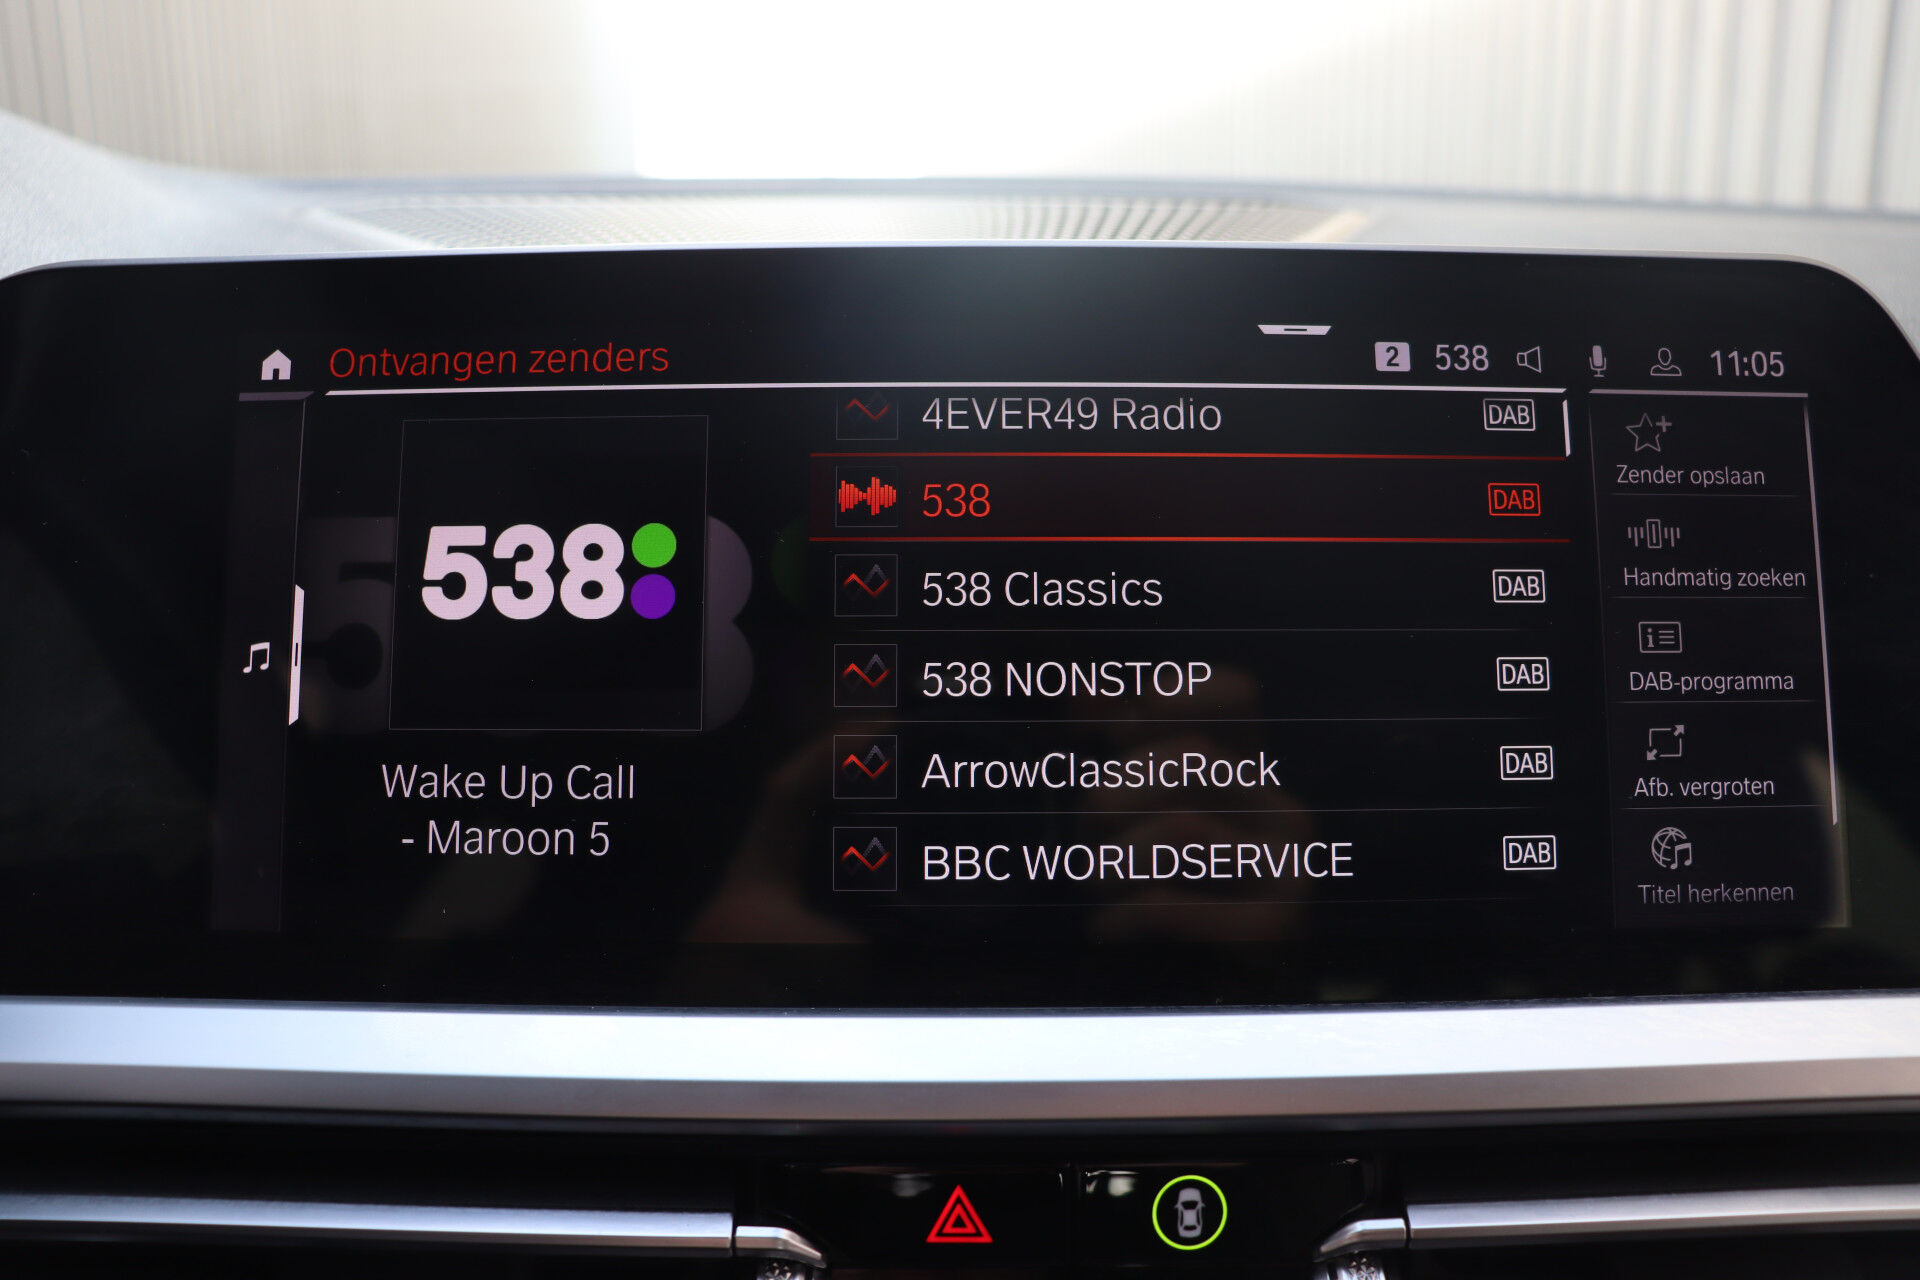 Ontvangen zenders
2 538 11:05
538
Wake Up Call
- Maroon 5
4EVER49 Radio DAB
538 DAB
538 Classics DAB
538 NONSTOP DAB
ArrowClassicRock DAB
BBC WORLDSERVICE DAB
Zender opslaan
Handmatig zoeken
DAB-programma
Afb. vergroten
Titel herkennen